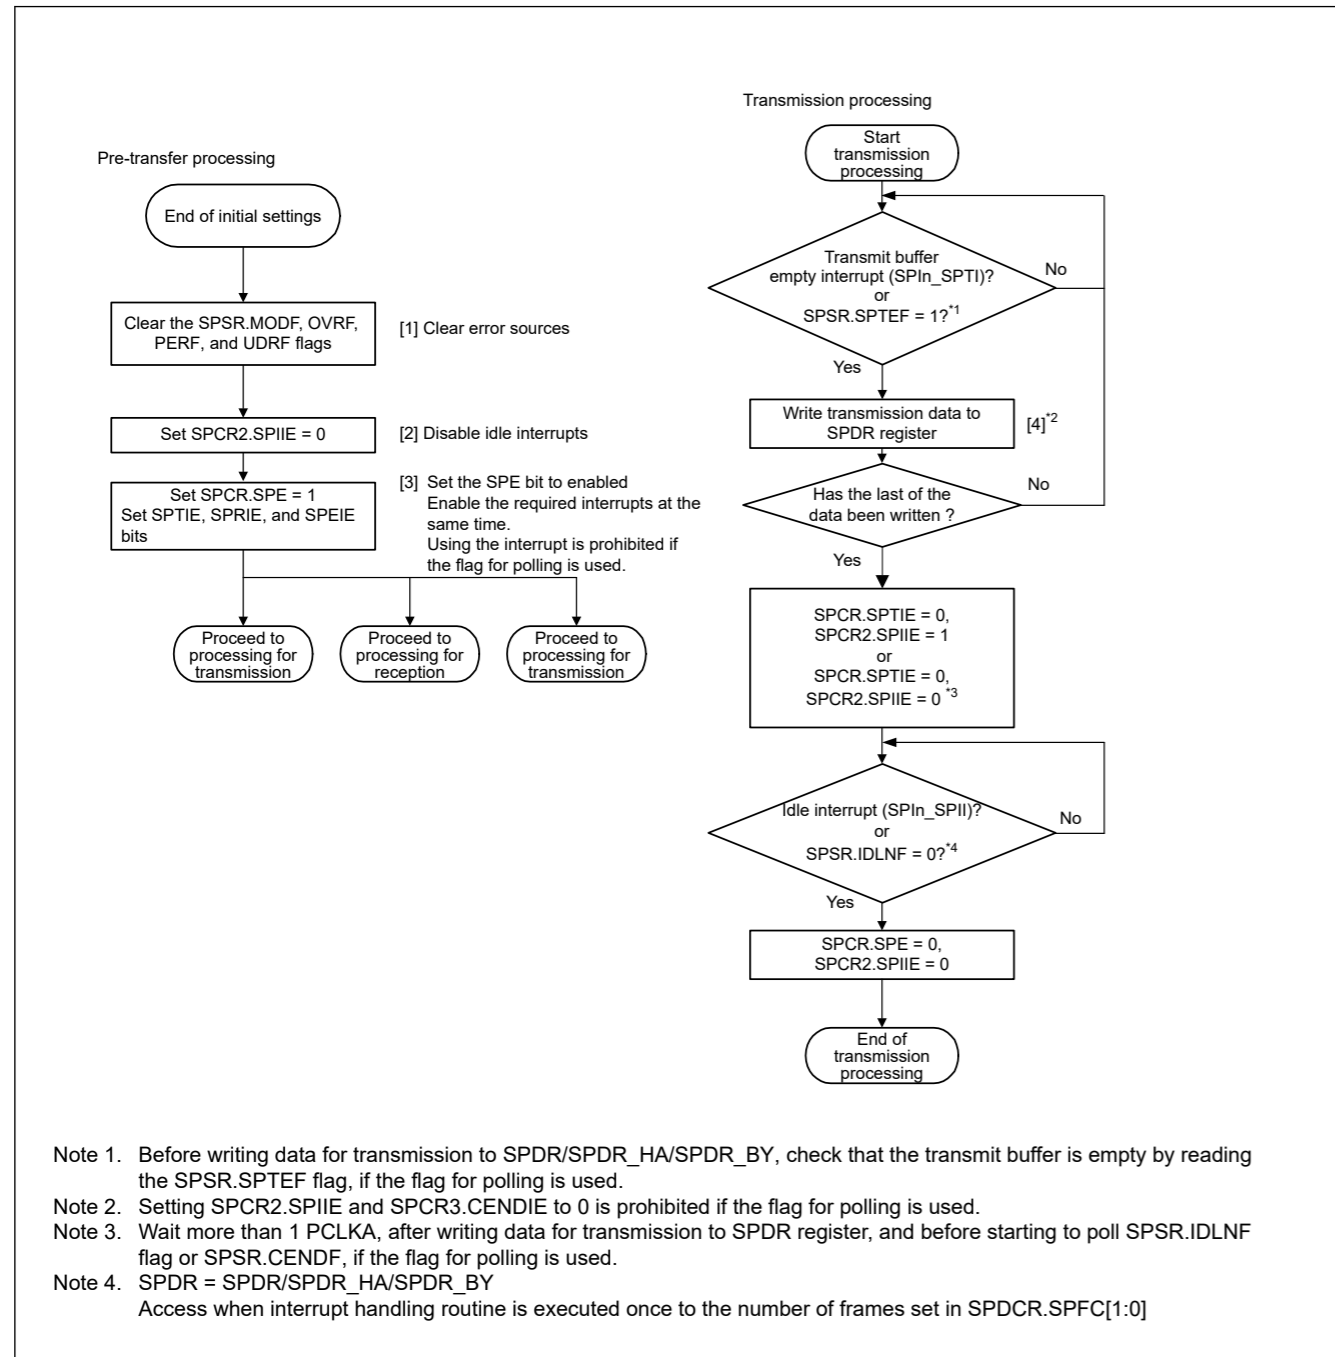 Pre-transfer processing
End of initial settings
Clear the SPSR.MODF, OVRF,
PERF, and UDRF flags
[1] Clear error sources
Set SPCR2.SPIIE = 0
[2] Disable idle interrupts
Set SPCR.SPE = 1
Set SPTIE, SPRIE, and SPEIE
bits
[3] Set the SPE bit to enabled
Enable the required interrupts at the
same time.
Using the interrupt is prohibited if
the flag for polling is used.
Proceed to
processing for
transmission
Proceed to
processing for
reception
Proceed to
processing for
transmission
Transmission processing
Start
transmission
processing
Transmit buffer
empty interrupt (SPIn_SPTI)?
or
SPSR.SPTEF = 1?*1
No
Yes
Write transmission data to
SPDR register
[4]*2
Has the last of the
data been written ?
No
Yes
SPCR.SPTIE = 0,
SPCR2.SPIIE = 1
or
SPCR.SPTIE = 0,
SPCR2.SPIIE = 0 *3
Idle interrupt (SPIn_SPII)?
or
SPSR.IDLNF = 0?*4
No
Yes
SPCR.SPE = 0,
SPCR2.SPIIE = 0
End of
transmission
processing
Note 1. Before writing data for transmission to SPDR/SPDR_HA/SPDR_BY, check that the transmit buffer is empty by reading
the SPSR.SPTEF flag, if the flag for polling is used.
Note 2. Setting SPCR2.SPIIE and SPCR3.CENDIE to 0 is prohibited if the flag for polling is used.
Note 3. Wait more than 1 PCLKA, after writing data for transmission to SPDR register, and before starting to poll SPSR.IDLNF
flag or SPSR.CENDF, if the flag for polling is used.
Note 4. SPDR = SPDR/SPDR_HA/SPDR_BY
Access when interrupt handling routine is executed once to the number of frames set in SPDCR.SPFC[1:0]